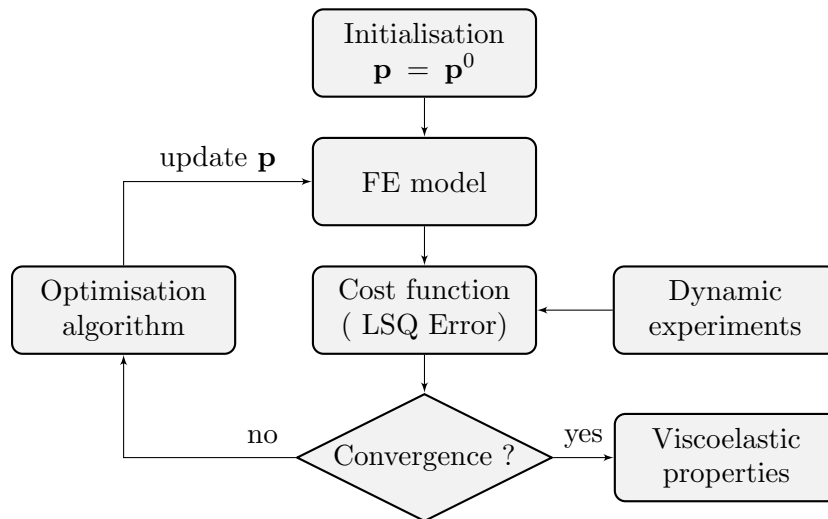 Initialisation
p = p⁰
update p
FE model
Optimisation
algorithm
Cost function
( LSQ Error)
Dynamic
experiments
no
Convergence ?
yes
Viscoelastic
properties